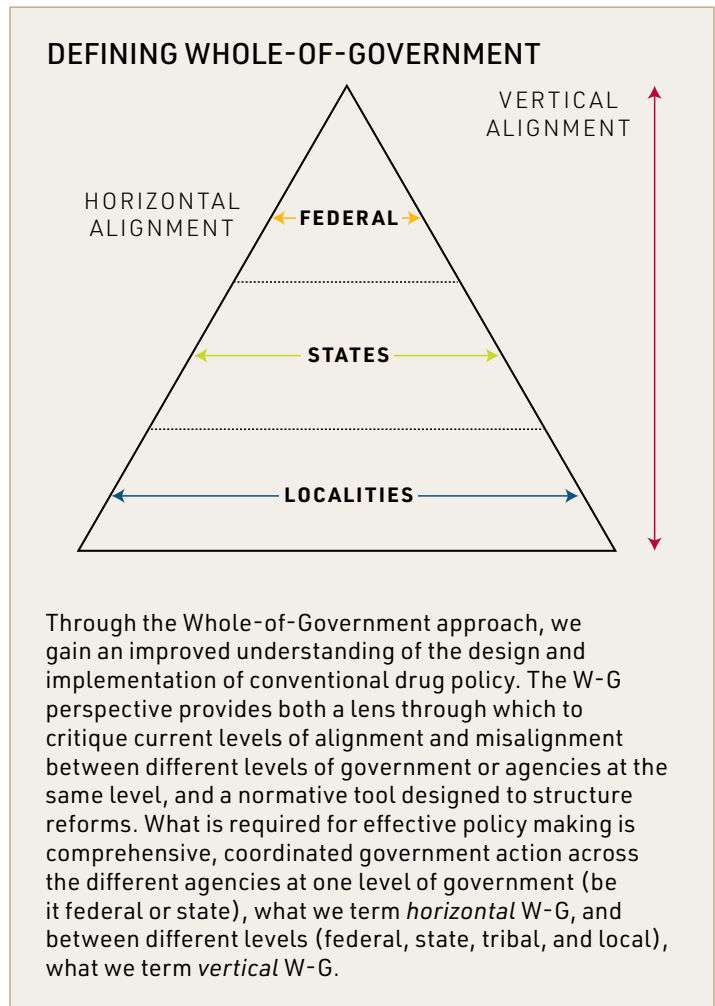 DEFINING WHOLE-OF-GOVERNMENT
VERTICAL
ALIGNMENT
HORIZONTAL
ALIGNMENT
FEDERAL
STATES
LOCALITIES
Through the Whole-of-Government approach, we
gain an improved understanding of the design and
implementation of conventional drug policy. The W-G
perspective provides both a lens through which to
critique current levels of alignment and misalignment
between different levels of government or agencies at the
same level, and a normative tool designed to structure
reforms. What is required for effective policy making is
comprehensive, coordinated government action across
the different agencies at one level of government (be
it federal or state), what we term horizontal W-G, and
between different levels (federal, state, tribal, and local),
what we term vertical W-G.